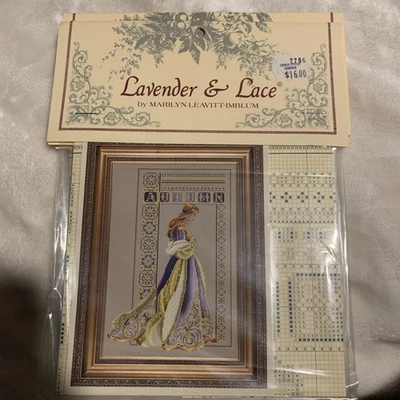 Lavender & Lace®
by MARILYN LEAVITT-IMBLUM
$16.00
AUTUMN